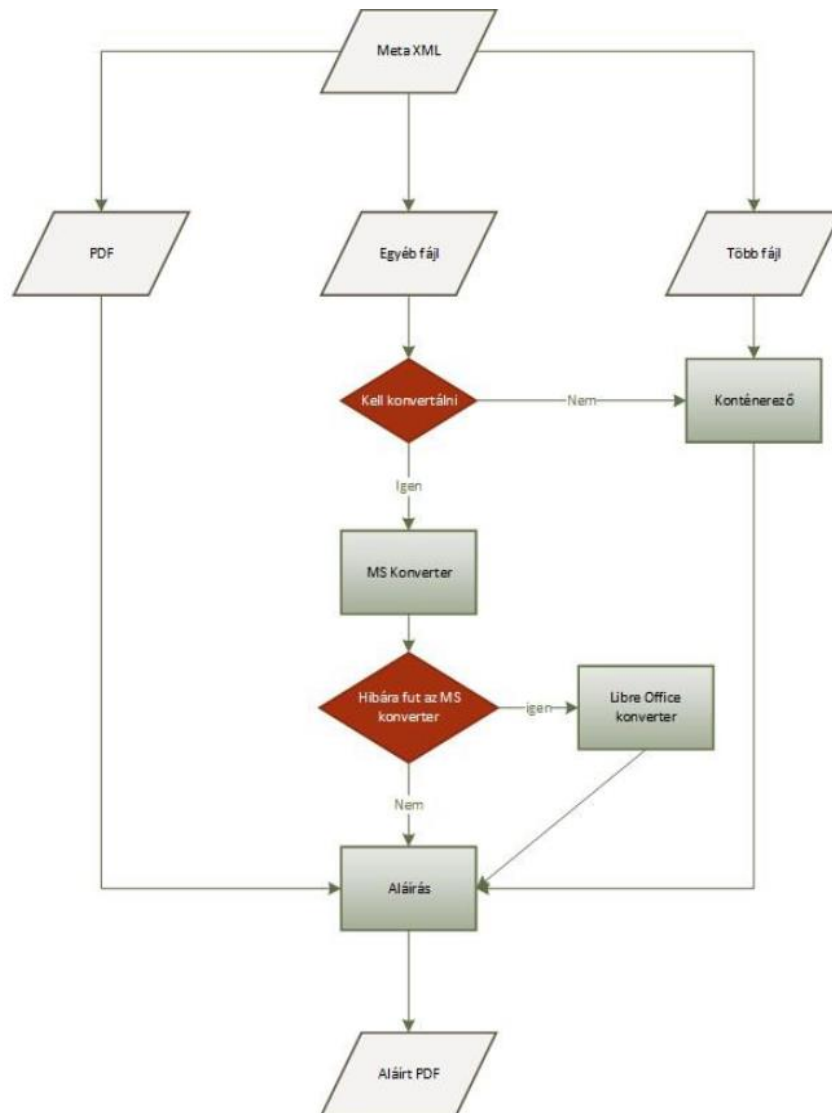 Meta XML
PDF
Egyéb fájl
Több fájl
Kell konvertálni
Nem
Konténerező
Igen
MS Konverter
Hibára fut az MS
konverter
igen
Libre Office
konverter
Nem
Aláírás
Aláírt PDF